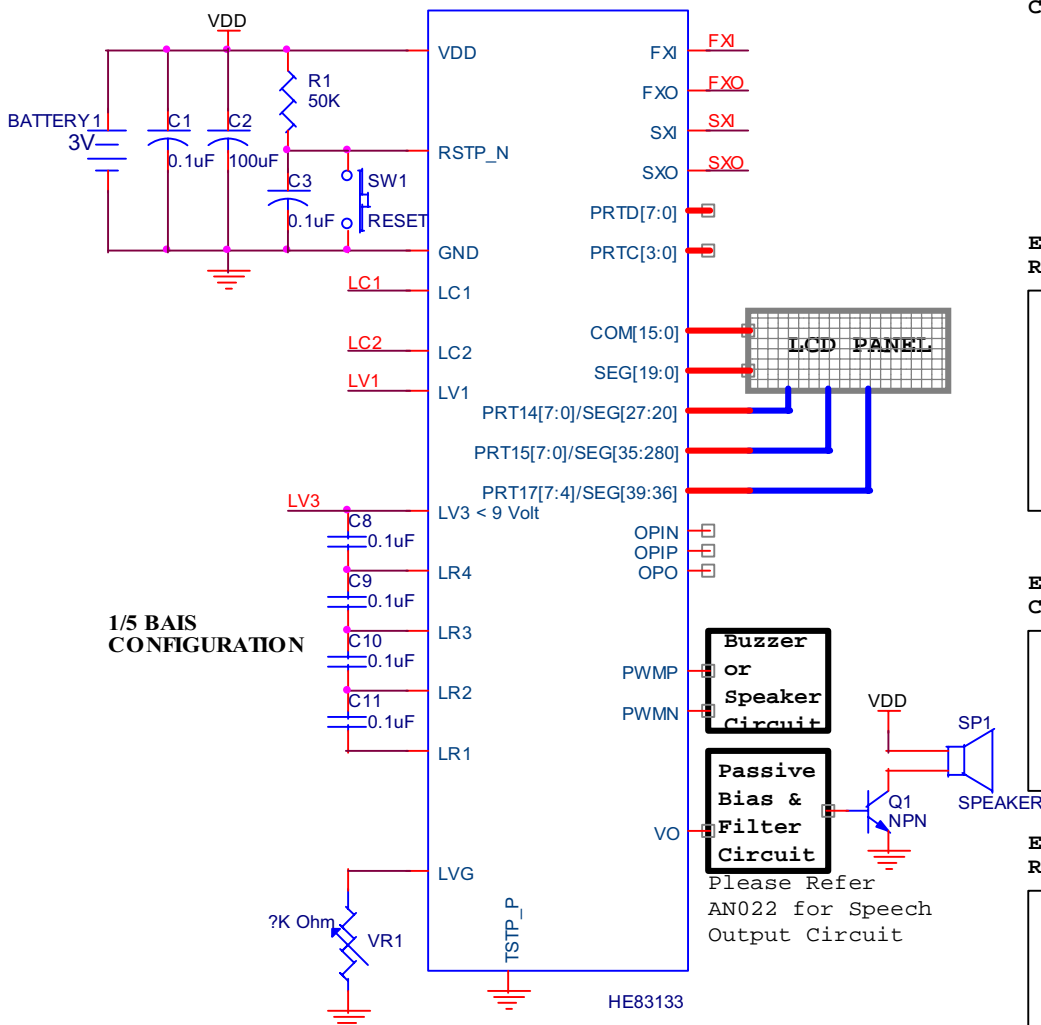 VDD
BATTERY1
3V
C1
0.1uF
C2
100uF
R1
50K
C3
0.1uF
SW1
RESET
VDD
RSTP_N
GND
LC1
LC1
LC2
LC2
LV1
LV1
LV3
LV3 < 9 Volt
C8
0.1uF
LR4
C9
0.1uF
LR3
C10
0.1uF
LR2
C11
0.1uF
LR1
1/5 BAIS
CONFIGURATION
LVG
?K Ohm
VR1
TSTP_P
HE83133
FXI
FXI
FXO
FXO
SXI
SXI
SXO
SXO
PRTD[7:0]
PRTC[3:0]
COM[15:0]
SEG[19:0]
LCD PANEL
PRT14[7:0]/SEG[27:20]
PRT15[7:0]/SEG[35:280]
PRT17[7:4]/SEG[39:36]
OPIN
OPIP
OPO
PWMP
PWMN
Buzzer
or
Speaker
Circuit
VO
Passive
Bias &
Filter
Circuit
VDD
SP1
SPEAKER
Q1
NPN
Please Refer
AN022 for Speech
Output Circuit
C
E
R
E
C
E
R